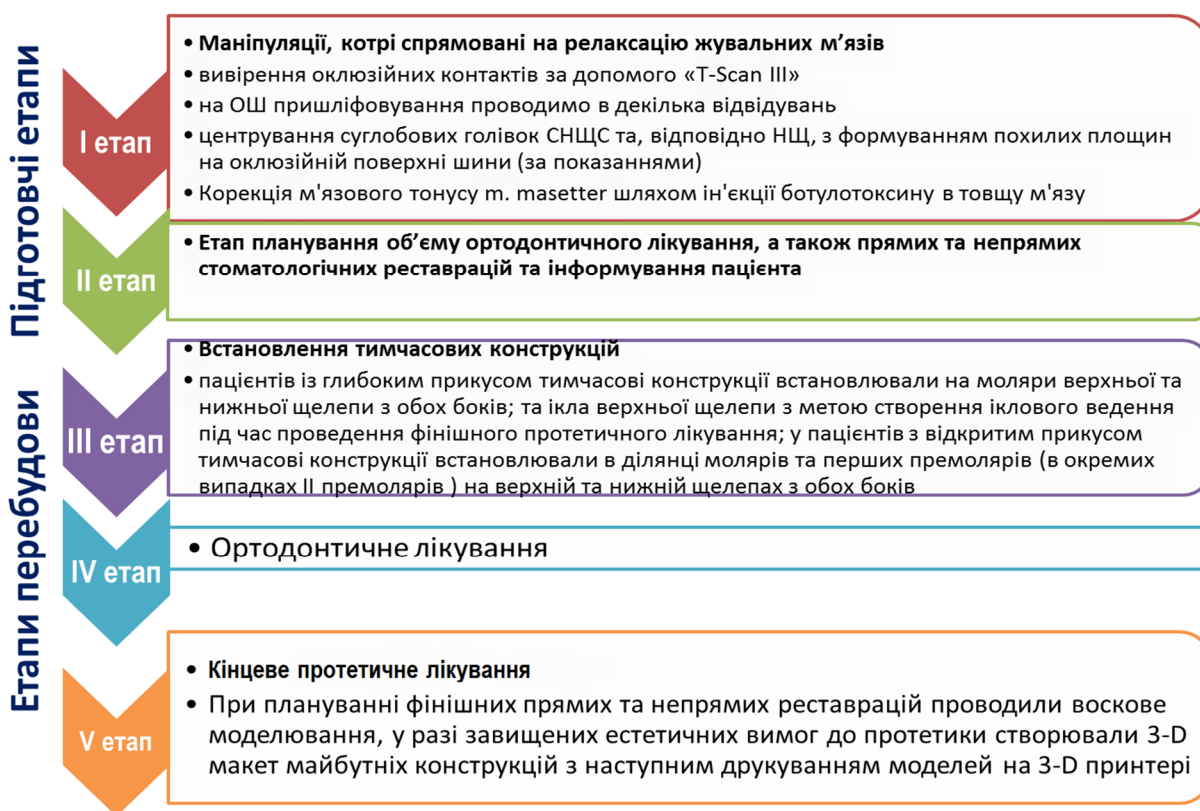 Підготовчі етапи
I етап
• Маніпуляції, котрі спрямовані на релаксацію жувальних м’язів
• вивірення оклюзійних контактів за допомого «T-Scan III»
• на ОШ пришліфовування проводимо в декілька відвідувань
• центрування суглобових голівок СНЩС та, відповідно НЩ, з формуванням похилих площин
на оклюзійній поверхні шини (за показаннями)
• Корекція м'язового тонусу m. masetter шляхом ін'єкції ботулотоксину в товщу м'язу
II етап
• Етап планування об’єму ортодонтичного лікування, а також прямих та непрямих
стоматологічних реставрацій та інформування пацієнта
Етапи перебудови
III етап
• Встановлення тимчасових конструкцій
• пацієнтів із глибоким прикусом тимчасові конструкції встановлювали на моляри верхньої та
нижньої щелепи з обох боків; та ікла верхньої щелепи з метою створення іклового ведення
під час проведення фінішного протетичного лікування; у пацієнтів з відкритим прикусом
тимчасові конструкції встановлювали в ділянці молярів та перших премолярів (в окремих
випадках II премолярів ) на верхній та нижній щелепах з обох боків
IV етап
• Ортодонтичне лікування
V етап
• Кінцеве протетичне лікування
• При плануванні фінішних прямих та непрямих реставрацій проводили воскове
моделювання, у разі завищених естетичних вимог до протетики створювали 3-D
макет майбутніх конструкцій з наступним друкуванням моделей на 3-D принтері